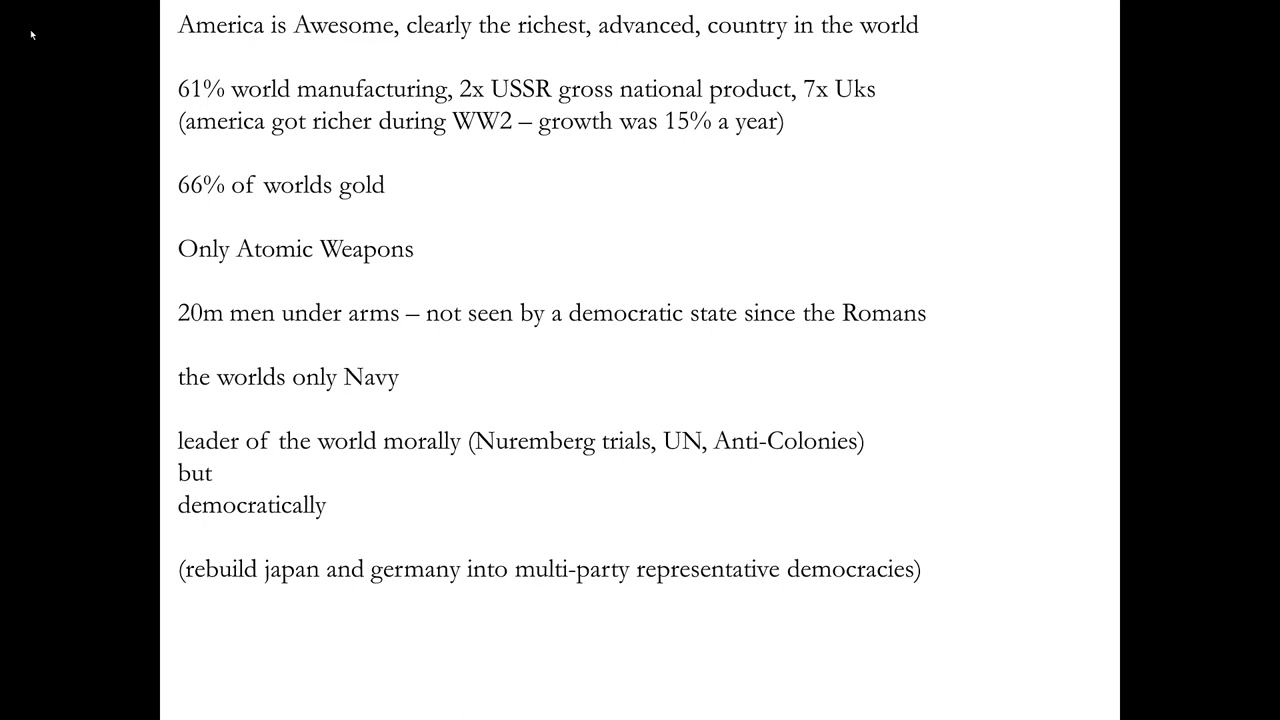 America is Awesome, clearly the richest, advanced, country in the world
61% world manufacturing, 2x USSR gross national product, 7x Uks
(america got richer during WW2 – growth was 15% a year)
66% of worlds gold
Only Atomic Weapons
20m men under arms – not seen by a democratic state since the Romans
the worlds only Navy
leader of the world morally (Nuremberg trials, UN, Anti-Colonies)
but
democratically
(rebuild japan and germany into multi-party representative democracies)